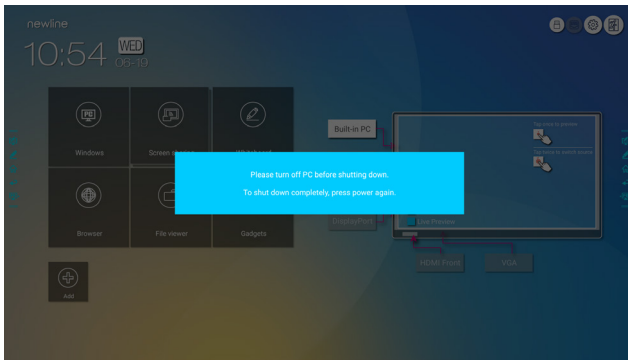 newline
10:54 WED
06-19
PC
Windows
Screen
Browser
File viewer
Gadgets
Add
Please turn off PC before shutting down.
To shut down completely, press power again.
Built-in PC
Tap icon to preview.
Tap twice to switch source.
DisplayPort
Live Preview
HDMI Front
VGA